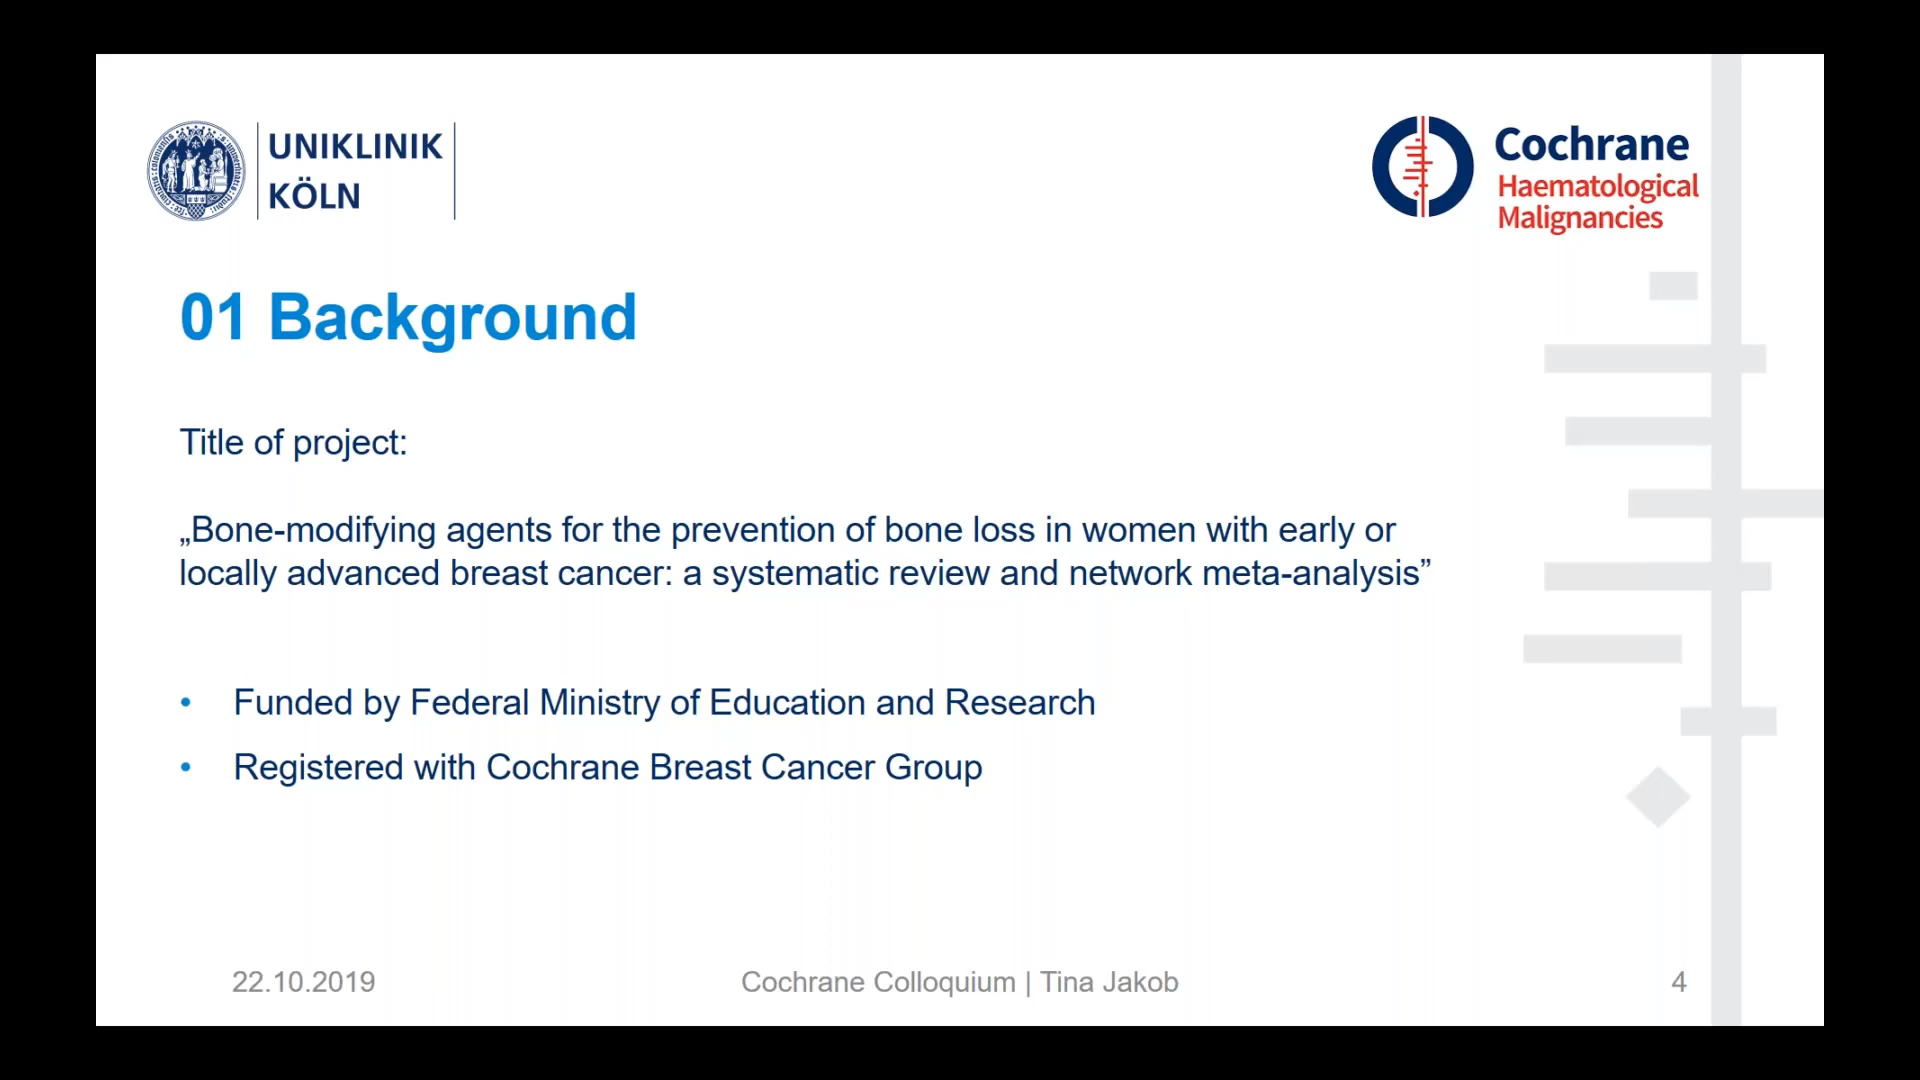 UNIKLINIK
KÖLN
Cochrane
Haematological
Malignancies
01 Background
Title of project:
„Bone-modifying agents for the prevention of bone loss in women with early or
locally advanced breast cancer: a systematic review and network meta-analysis”
• Funded by Federal Ministry of Education and Research
• Registered with Cochrane Breast Cancer Group
22.10.2019
Cochrane Colloquium | Tina Jakob
4